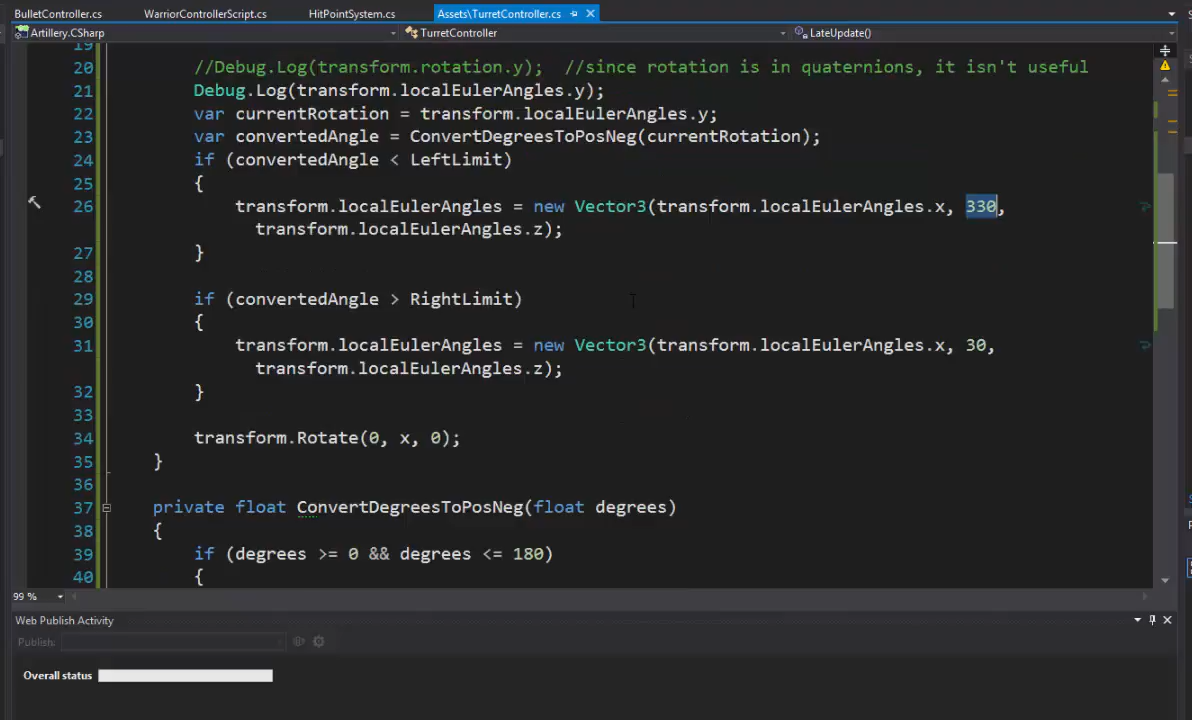 BulletController.cs WarriorControllerScript.cs HitPointSystem.cs Assets\TurretController.cs
Artillery.CSharp TurretController LateUpdate()
19
20 //Debug.Log(transform.rotation.y); //since rotation is in quaternions, it isn't useful
21 Debug.Log(transform.localEulerAngles.y);
22 var currentRotation = transform.localEulerAngles.y;
23 var convertedAngle = ConvertDegreesToPosNeg(currentRotation);
24 if (convertedAngle < LeftLimit)
25 {
26 transform.localEulerAngles = new Vector3(transform.localEulerAngles.x, 330,
transform.localEulerAngles.z);
27 }
28
29 if (convertedAngle > RightLimit)
30 {
31 transform.localEulerAngles = new Vector3(transform.localEulerAngles.x, 30,
transform.localEulerAngles.z);
32 }
33
34 transform.Rotate(0, x, 0);
35 }
36
37 private float ConvertDegreesToPosNeg(float degrees)
38 {
39 if (degrees >= 0 && degrees <= 180)
40 {
99 %
Web Publish Activity
Publish:
Overall status